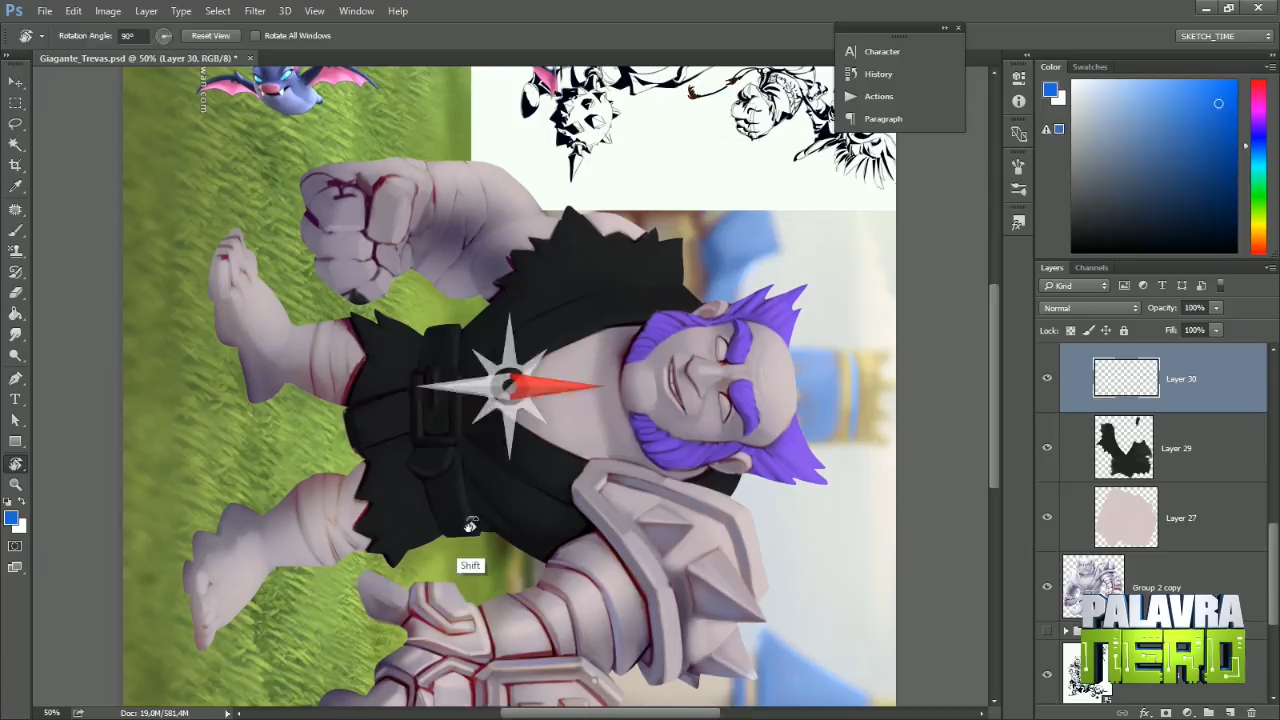 Ps File Edit Image Layer Type Select Filter 3D View Window Help
Rotation Angle: 90° Reset View Rotate All Windows SKETCH_TIME
Giagante_Trevas.psd @ 50% (Layer 30, RGB/8) *
Character
History
Actions
Paragraph
Color Swatches
Layers Channels
Kind
Normal Opacity: 100%
Lock: Fill: 100%
Layer 30
Layer 29
Layer 27
Group 2 copy
Shift
PALAVRA
NERD
50% Doc: 19,0M/581,4M